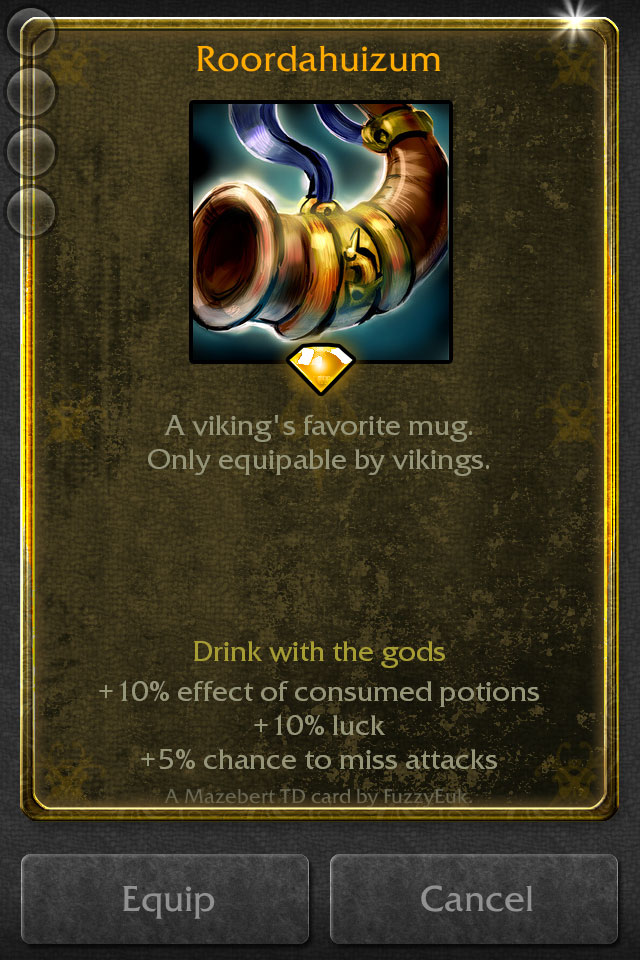 Roordahuizum
A viking's favorite mug.
Only equipable by vikings.
Drink with the gods
+10% effect of consumed potions
+10% luck
+5% chance to miss attacks
A Mazebert TD card by FuzzyEuk.
Equip
Cancel